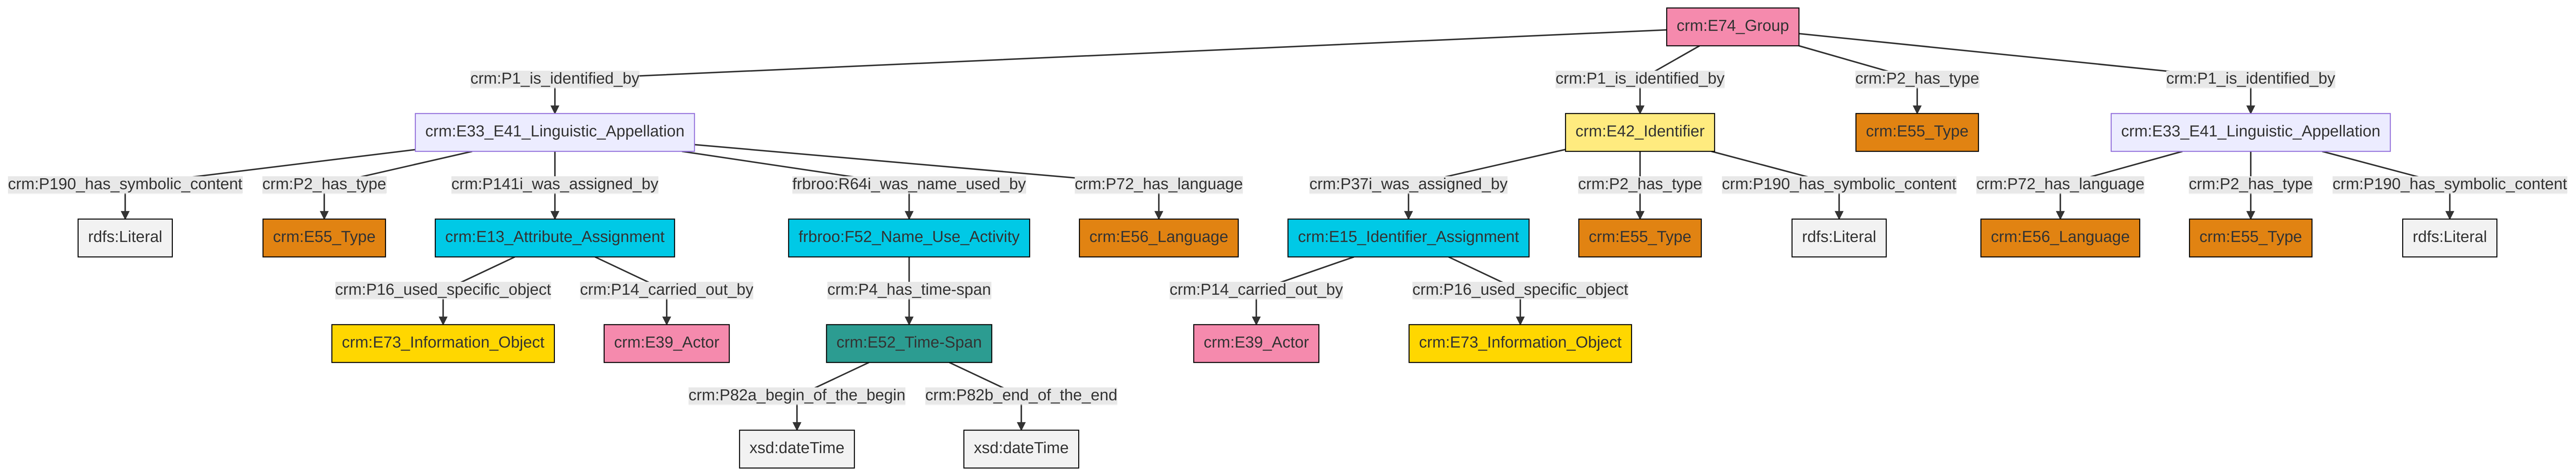 crm:E74_Group
crm:P1_is_identified_by
crm:P1_is_identified_by
crm:P2_has_type
crm:P1_is_identified_by
crm:E33_E41_Linguistic_Appellation
crm:E42_Identifier
crm:E55_Type
crm:E33_E41_Linguistic_Appellation
crm:P190_has_symbolic_content
crm:P2_has_type
crm:P141i_was_assigned_by
frbroo:R64i_was_name_used_by
crm:P72_has_language
crm:P37i_was_assigned_by
crm:P2_has_type
crm:P190_has_symbolic_content
crm:P72_has_language
crm:P2_has_type
crm:P190_has_symbolic_content
rdfs:Literal
crm:E55_Type
crm:E13_Attribute_Assignment
frbroo:F52_Name_Use_Activity
crm:E56_Language
crm:E15_Identifier_Assignment
crm:E55_Type
rdfs:Literal
crm:E56_Language
crm:E55_Type
rdfs:Literal
crm:P16_used_specific_object
crm:P14_carried_out_by
crm:P4_has_time-span
crm:P14_carried_out_by
crm:P16_used_specific_object
crm:E73_Information_Object
crm:E39_Actor
crm:E52_Time-Span
crm:E39_Actor
crm:E73_Information_Object
crm:P82a_begin_of_the_begin
crm:P82b_end_of_the_end
xsd:dateTime
xsd:dateTime